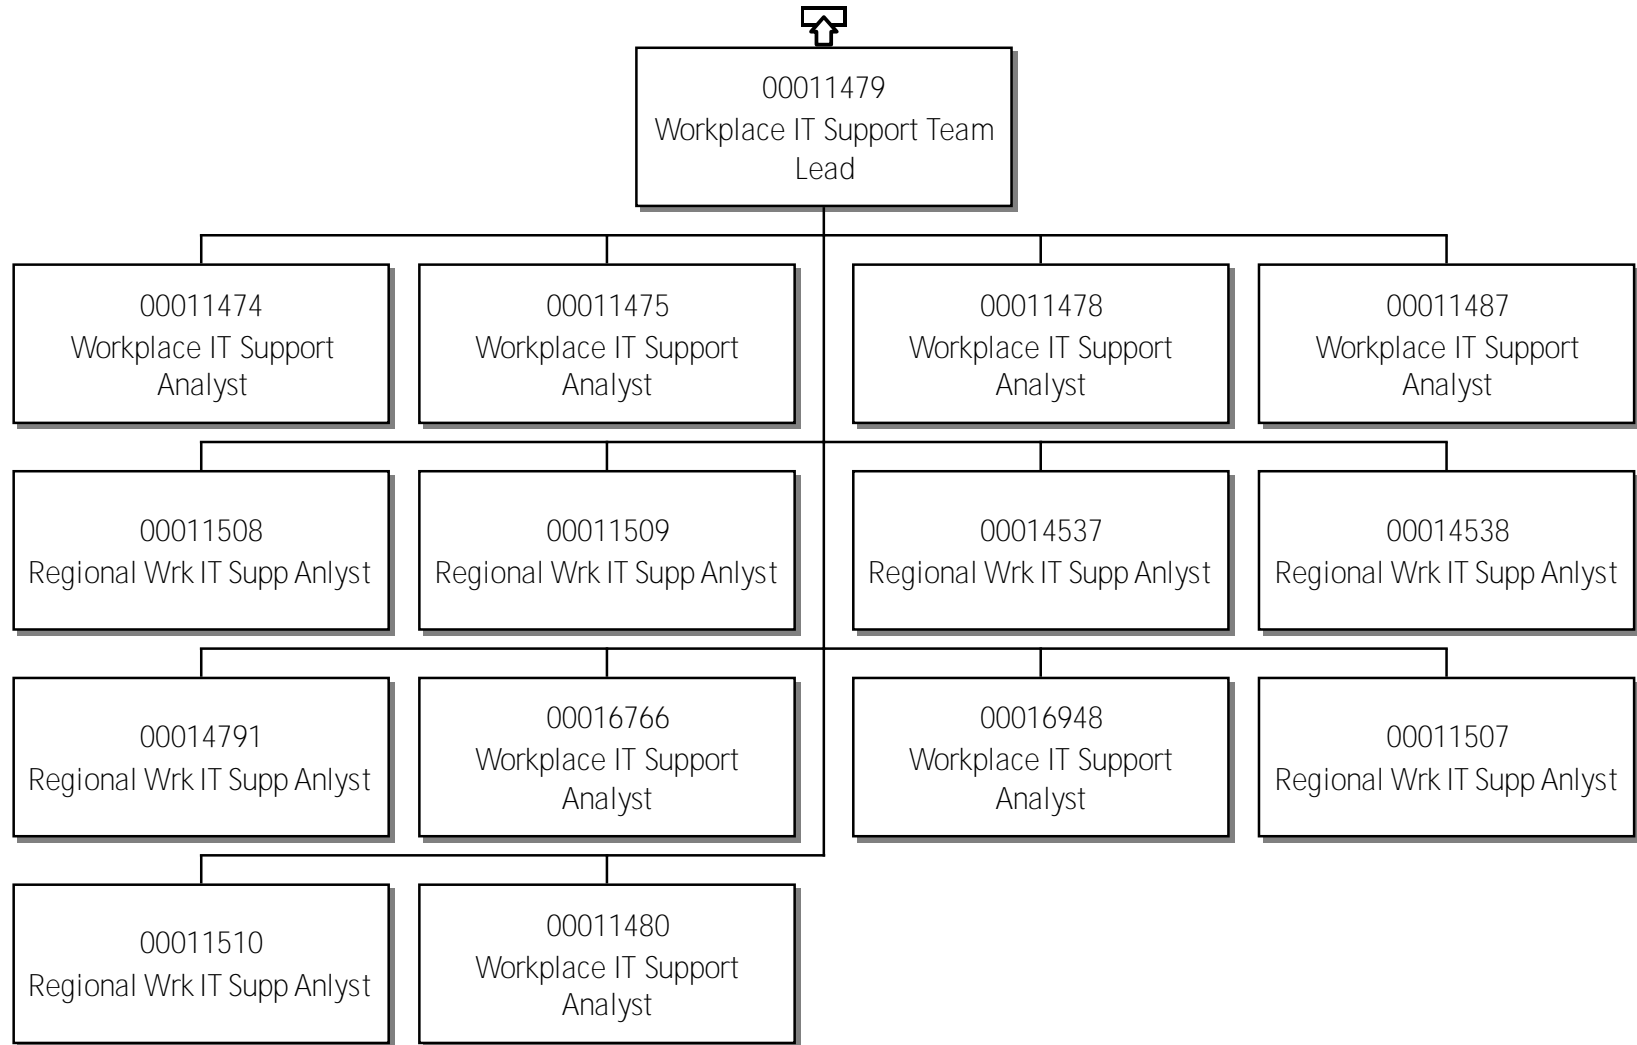 00011479
Workplace IT Support Team
Lead
00011474
Workplace IT Support
Analyst
00011475
Workplace IT Support
Analyst
00011478
Workplace IT Support
Analyst
00011487
Workplace IT Support
Analyst
00011508
Regional Wrk IT Supp Anlyst
00011509
Regional Wrk IT Supp Anlyst
00014537
Regional Wrk IT Supp Anlyst
00014538
Regional Wrk IT Supp Anlyst
00014791
Regional Wrk IT Supp Anlyst
00016766
Workplace IT Support
Analyst
00016948
Workplace IT Support
Analyst
00011507
Regional Wrk IT Supp Anlyst
00011510
Regional Wrk IT Supp Anlyst
00011480
Workplace IT Support
Analyst